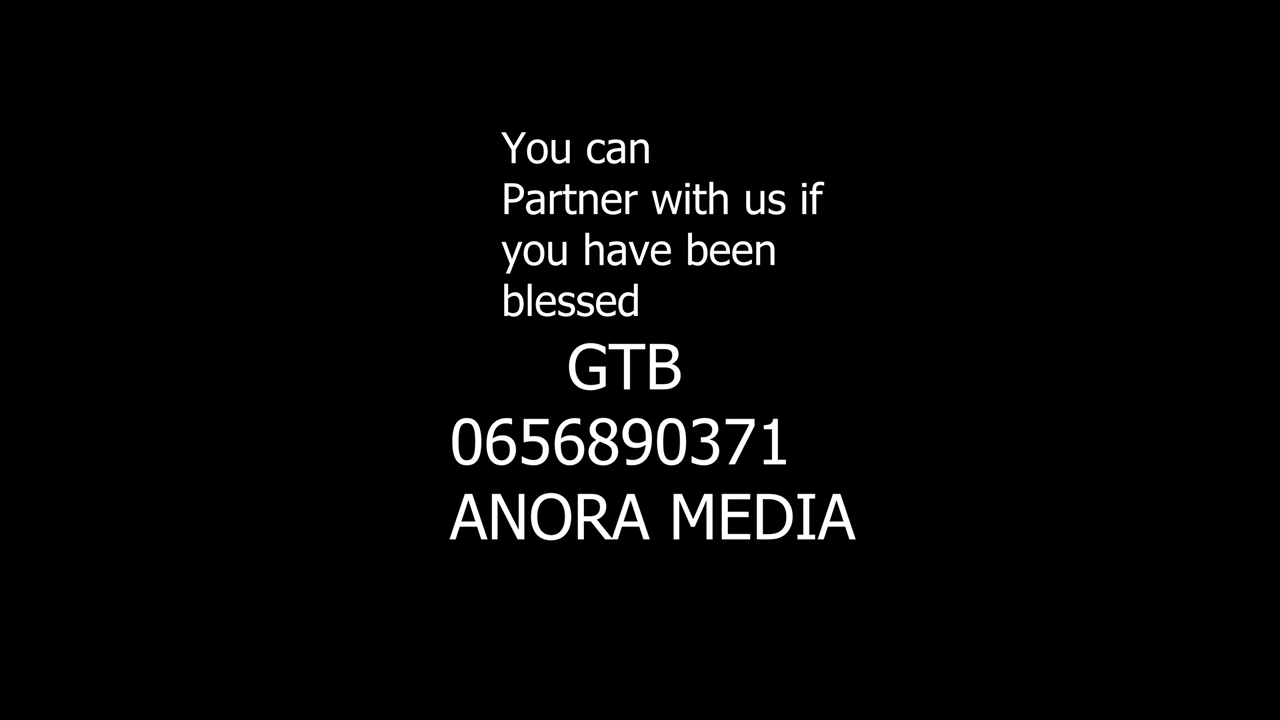 You can
Partner with us if
you have been
blessed
GTB
0656890371
ANORA MEDIA